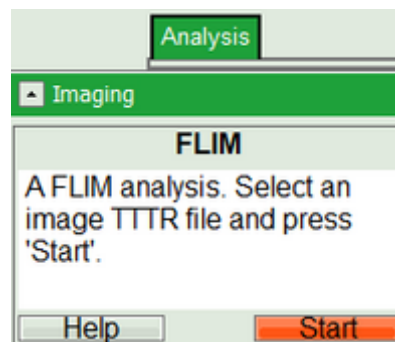 Analysis
Imaging
FLIM
A FLIM analysis. Select an
image TTTR file and press
'Start'.
Help
Start